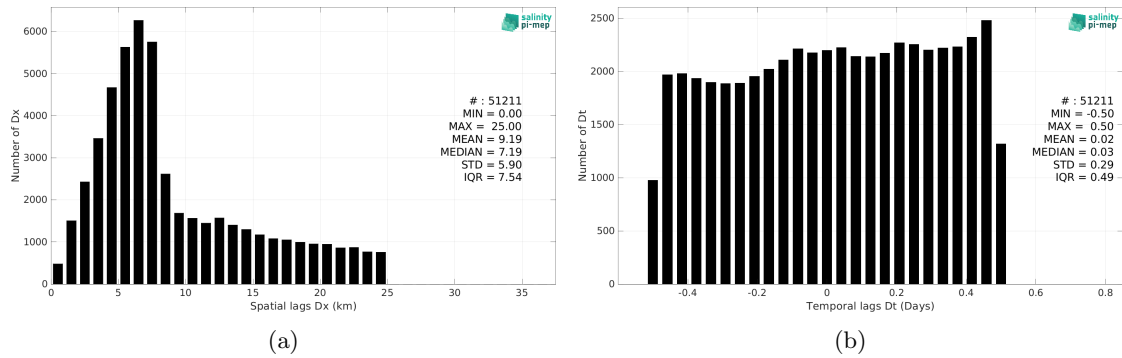 salinity
pi-mep
# : 51211
MIN = 0.00
MAX = 25.00
MEAN = 9.19
MEDIAN = 7.19
STD = 5.90
IQR = 7.54
Number of Dx
6000
5000
4000
3000
2000
1000
0
0 5 10 15 20 25 30 35
Spatial lags Dx (km)
(a)
salinity
pi-mep
# : 51211
MIN = -0.50
MAX = 0.50
MEAN = 0.02
MEDIAN = 0.03
STD = 0.29
IQR = 0.49
Number of Dt
2500
2000
1500
1000
500
0
-0.4 -0.2 0 0.2 0.4 0.6 0.8
Temporal lags Dt (Days)
(b)